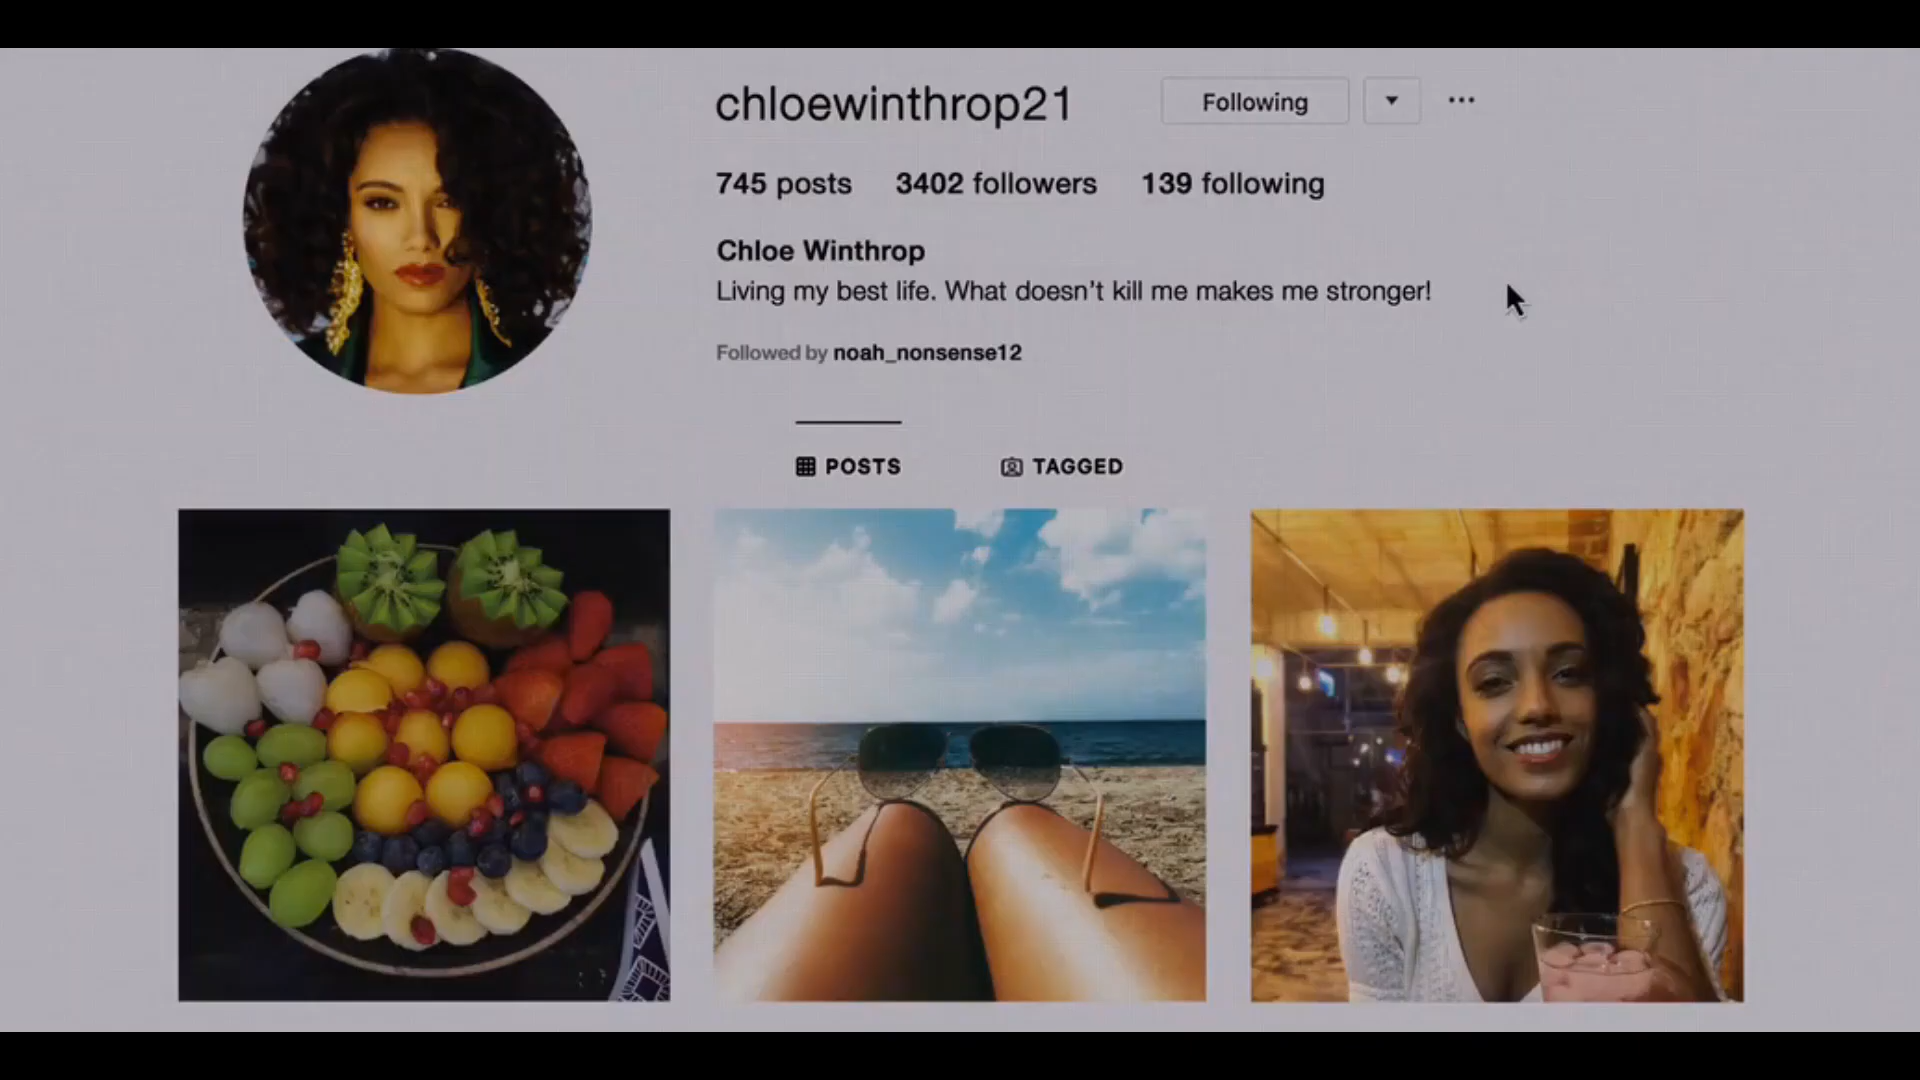 chloewinthrop21 Following
745 posts 3402 followers 139 following
Chloe Winthrop
Living my best life. What doesn’t kill me makes me stronger!
Followed by noah_nonsense12
POSTS TAGGED